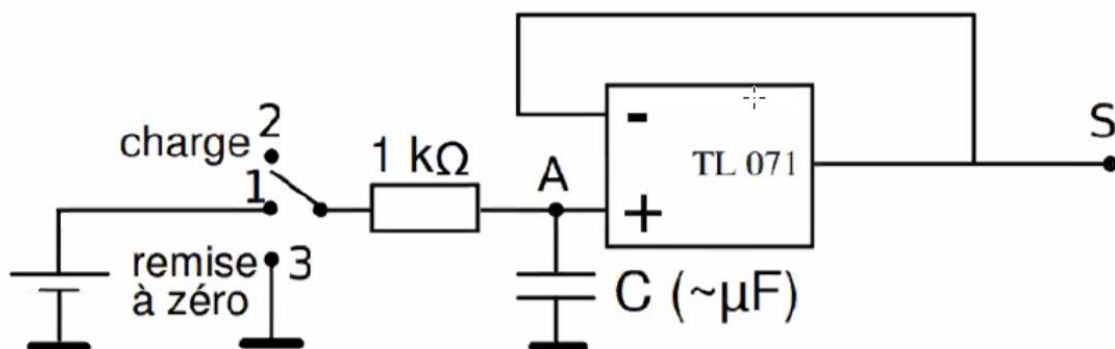 charge 2
1
remise 3
à zéro
1 kΩ
A
C (~μF)
-
+
TL 071
S